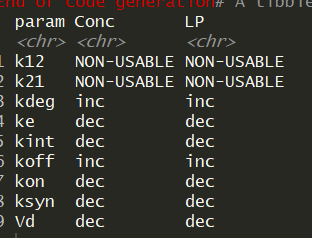 End of code generation# A tibble
param Conc LP
<chr> <chr> <chr>
1 k12 NON-USABLE NON-USABLE
2 k21 NON-USABLE NON-USABLE
3 kdeg inc inc
4 ke dec dec
5 kint dec dec
6 koff inc inc
7 kon dec dec
8 ksyn dec dec
9 Vd dec dec